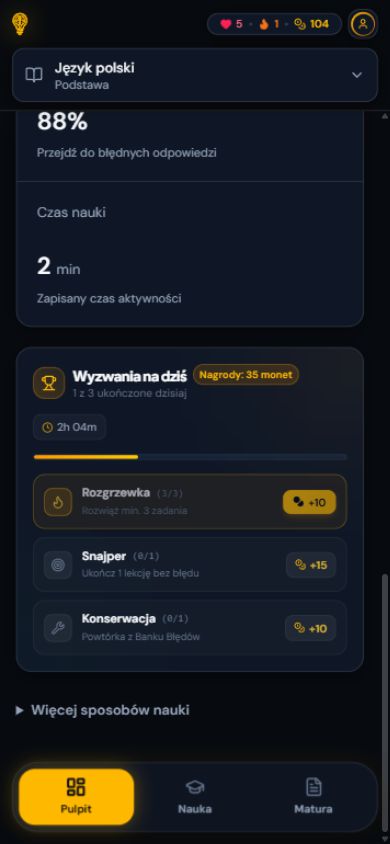 5 · 1 · 104
Język polski
Podstawa
88%
Przejdź do błędnych odpowiedzi
Czas nauki
2 min
Zapisany czas aktywności
Wyzwania na dziś Nagrody: 35 monet
1 z 3 ukończone dzisiaj
2h 04m
Rozgrzewka (3/3)
Rozwiąż min. 3 zadania
+10
Snajper (0/1)
Ukończ 1 lekcję bez błędu
+15
Konserwacja (0/1)
Powtórka z Banku Błędów
+10
Więcej sposobów nauki
Pulpit
Nauka
Matura